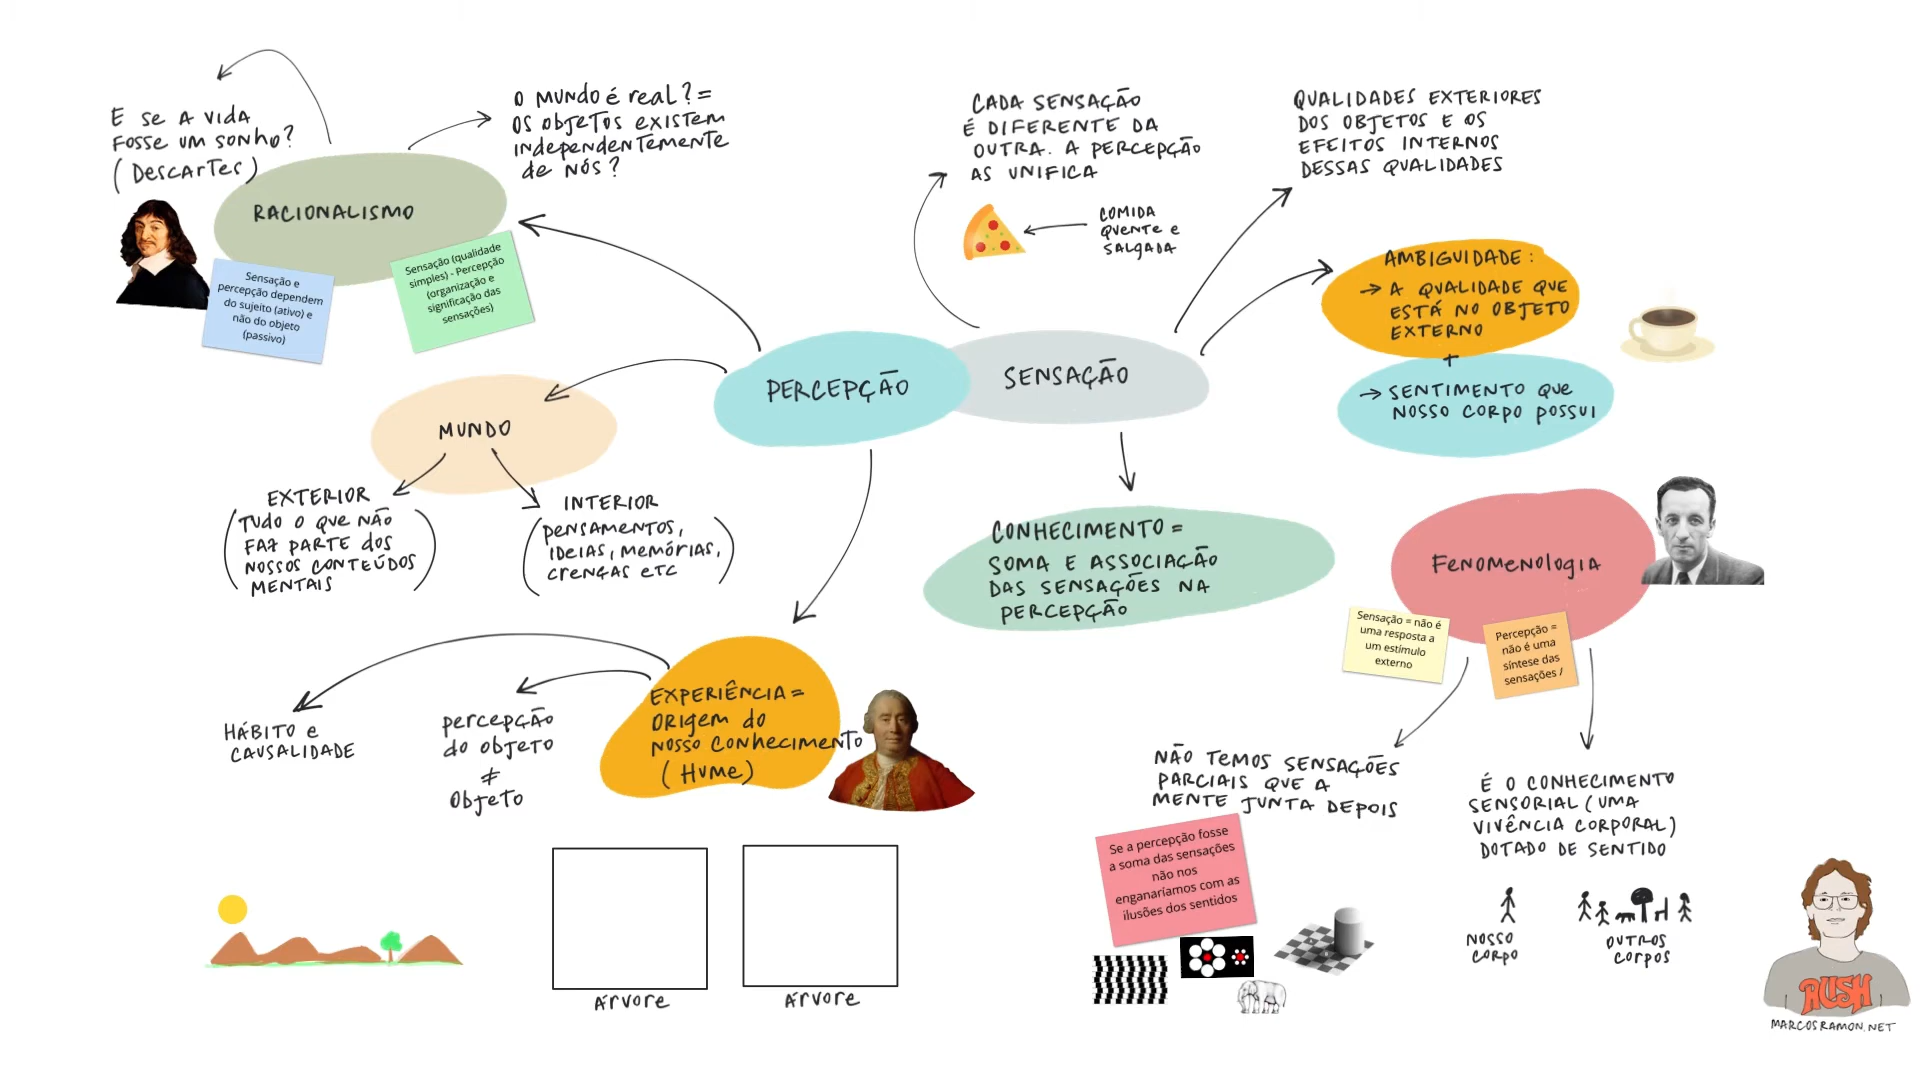 E se A VIDA
FOSSE UM SONHO?
(DESCARTES)
O MUNDO é real? =
OS OBJETOS EXISTEM
INDEPENDENTEMENTE
de NÓS?
RACIONALISMO
Sensação e
percepção dependem
do sujeito (ativo) e
não do objeto
(passivo)
Sensação (qualidade
simples) - Percepção
(organização e
significação das
sensações)
CADA SENSAÇÃO
É DIFERENTE DA
OUTRA. A PERCEPÇÃO
AS UNIFICA
COMIDA
QUENTE e
SALGADA
QUALIDADES EXTERIORES
DOS OBJETOS E OS
EFEITOS INTERNOS
DESSAS QUALIDADES
AMBIGUIDADE:
→ A QUALIDADE QUE
ESTÁ NO OBJETO
EXTERNO
+
→ SENTIMENTO QUE
NOSSO CORPO POSSUI
PERCEPÇÃO
SENSAÇÃO
MUNDO
EXTERIOR
(TUDO O QUE NÃO
FAZ PARTE DOS
NOSSOS CONTEÚDOS
MENTAIS)
INTERIOR
(PENSAMENTOS,
IDEIAS, MEMÓRIAS,
CRENÇAS ETC)
CONHECIMENTO =
SOMA E ASSOCIAÇÃO
DAS SENSAÇÕES NA
PERCEPÇÃO
FENOMENOLOGIA
Sensação = não é
uma resposta a
um estímulo
externo
Percepção =
não é uma
síntese das
sensações /
EXPERIÊNCIA =
ORIGEM do
NOSSO CONHECIMENTO
(HUME)
HÁBITO e
CAUSALIDADE
percepção
do objeto
≠
Objeto
NÃO TEMOS SENSAÇÕES
PARCIAIS QUE A
MENTE JUNTA DEPOIS
É O CONHECIMENTO
SENSORIAL (UMA
VIVÊNCIA CORPORAL)
DOTADO DE SENTIDO
Se a percepção fosse
a soma das sensações
não nos
enganaríamos com as
ilusões dos sentidos
NOSSO
CORPO
OUTROS
CORPOS
ÁRVORE
ÁRVORE
RUSH
MARCOSRAMON.NET